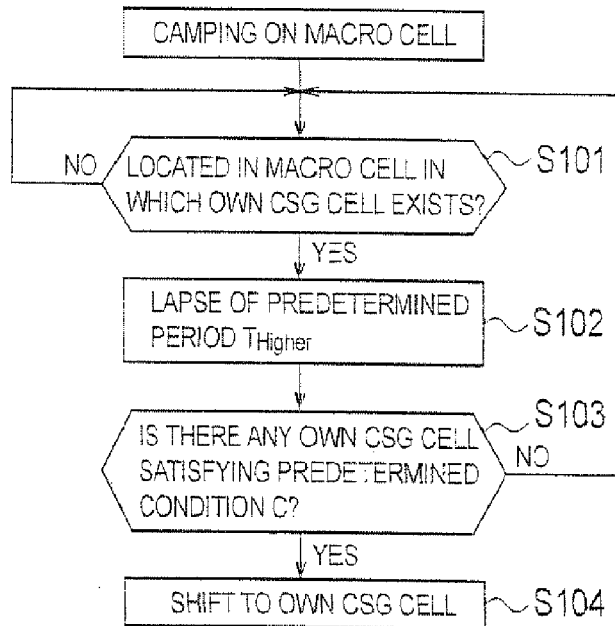 CAMPING ON MACRO CELL
S101
NO
LOCATED IN MACRO CELL IN
WHICH OWN CSG CELL EXISTS?
YES
LAPSE OF PREDETERMINED
PERIOD THigher
S102
S103
IS THERE ANY OWN CSG CELL
SATISFYING PREDETERMINED
CONDITION C?
NO
YES
SHIFT TO OWN CSG CELL
S104